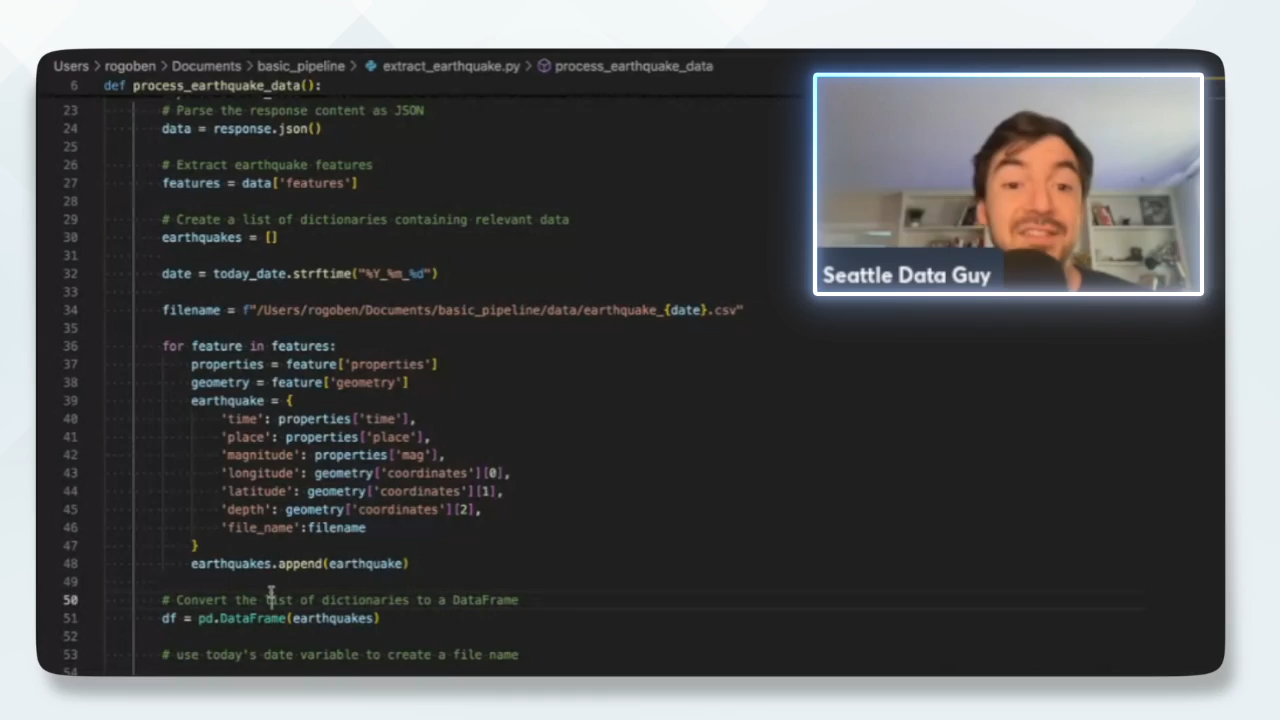 Users > rogoben > Documents > basic_pipeline > extract_earthquake.py > process_earthquake_data
6 def process_earthquake_data():
23 # Parse the response content as JSON
24 data = response.json()
25
26 # Extract earthquake features
27 features = data['features']
28
29 # Create a list of dictionaries containing relevant data
30 earthquakes = []
31
32 date = today_date.strftime("%Y_%m_%d")
33
34 filename = f"/Users/rogoben/Documents/basic_pipeline/data/earthquake_{date}.csv"
35
36 for feature in features:
37 properties = feature['properties']
38 geometry = feature['geometry']
39 earthquake = {
40 'time': properties['time'],
41 'place': properties['place'],
42 'magnitude': properties['mag'],
43 'longitude': geometry['coordinates'][0],
44 'latitude': geometry['coordinates'][1],
45 'depth': geometry['coordinates'][2],
46 'file_name':filename
47 }
48 earthquakes.append(earthquake)
49
50 # Convert the list of dictionaries to a DataFrame
51 df = pd.DataFrame(earthquakes)
52
53 # use today's date variable to create a file name
54
Seattle Data Guy